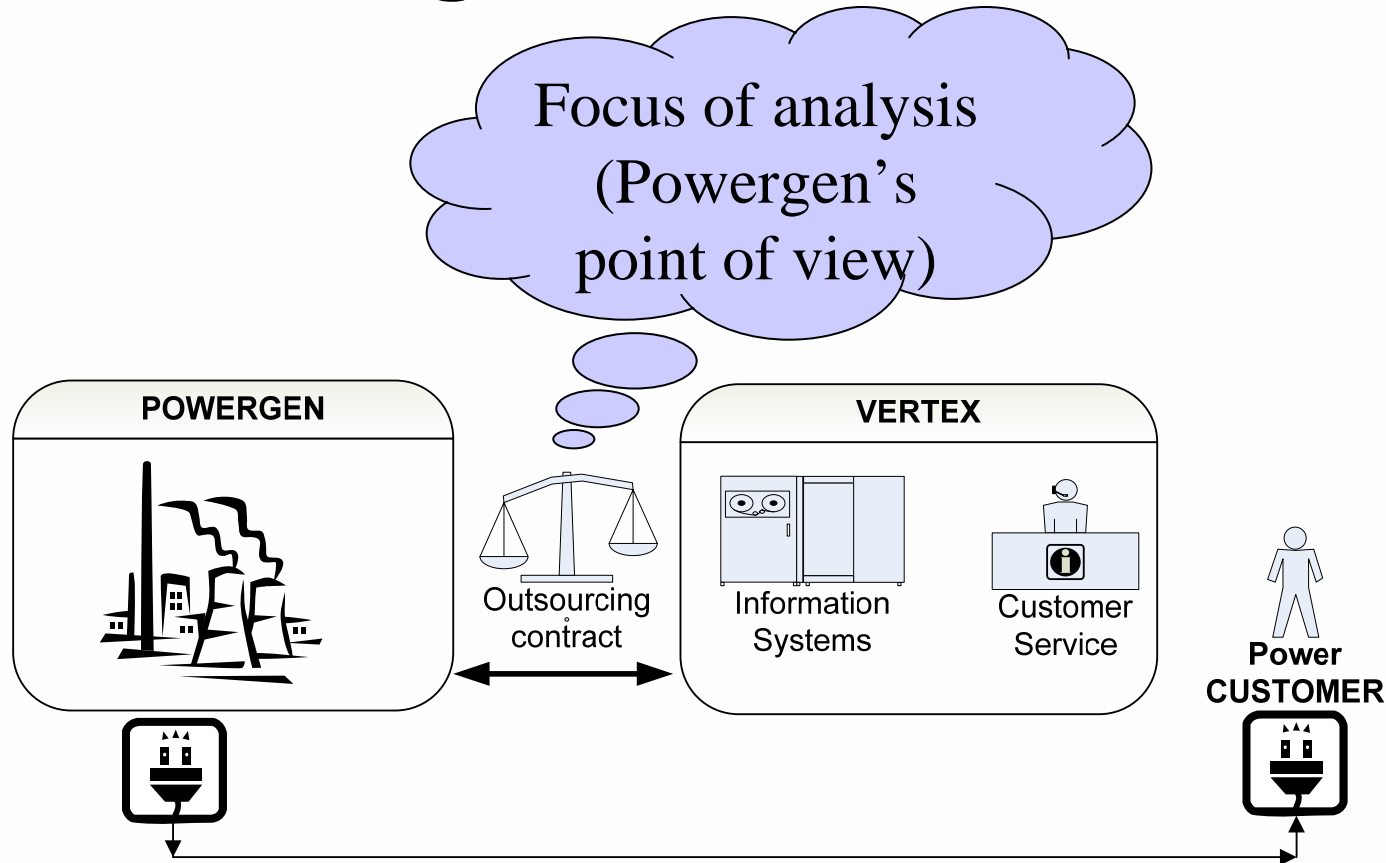 Focus of analysis
(Powergen's
point of view)
POWERGEN
VERTEX
Outsourcing
contract
Information
Systems
Customer
Service
Power
CUSTOMER